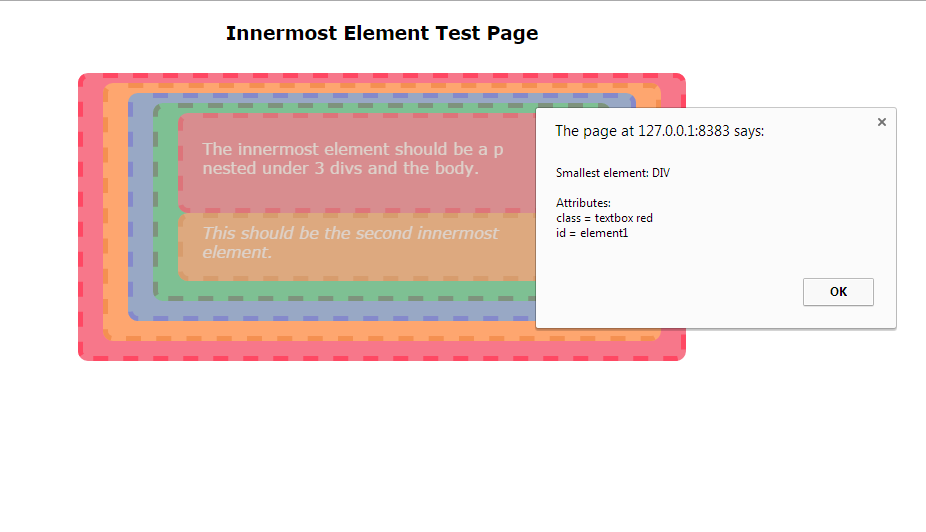 Innermost Element Test Page
The innermost element should be a p
nested under 3 divs and the body.
This should be the second innermost
element.
The page at 127.0.0.1:8383 says:
Smallest element: DIV
Attributes:
class = textbox red
id = element1
OK